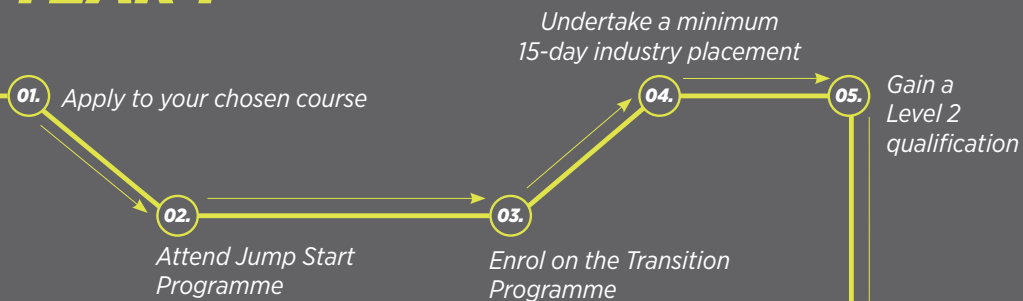 01.
Apply to your chosen course
02.
Attend Jump Start
Programme
03.
Enrol on the Transition
Programme
Undertake a minimum
15-day industry placement
04.
05.
Gain a
Level 2
qualification